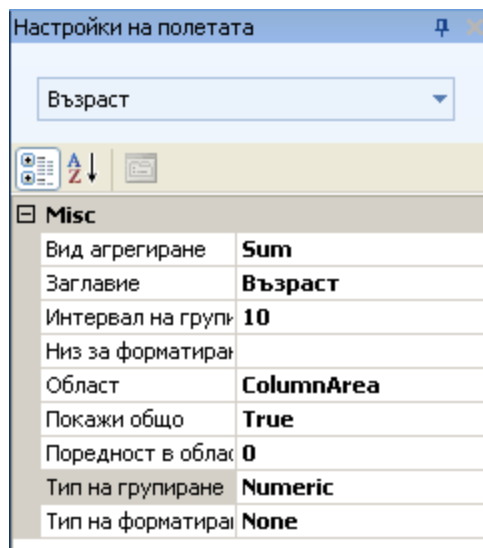 Настройки на полетата
Възраст
Misc
Вид агрегиране Sum
Заглавие Възраст
Интервал на групи 10
Низ за форматиран
Област ColumnArea
Покажи общо True
Поредност в облас 0
Тип на групиране Numeric
Тип на форматиран None